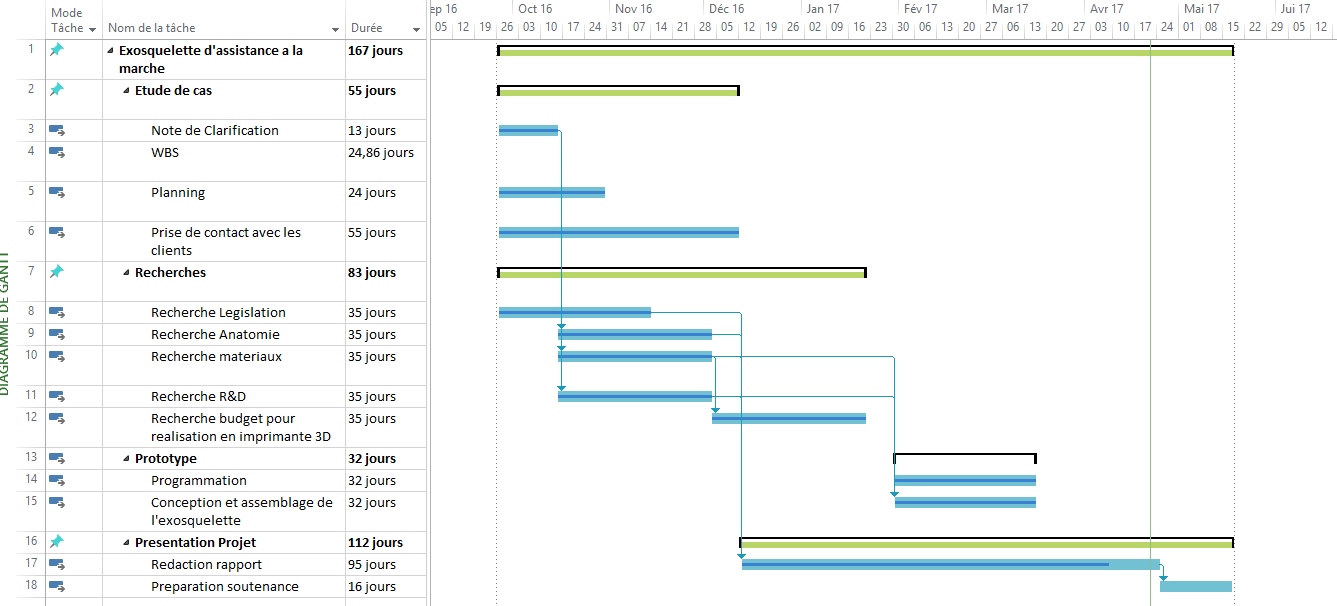 ep 16 Oct 16 Nov 16 Déc 16 Jan 17 Fév 17 Mar 17 Avr 17 Mai 17 Jui 17
05 12 19 26 03 10 17 24 31 07 14 21 28 05 12 19 26 02 09 16 23 30 06 13 20 27 06 13 20 27 03 10 17 24 01 08 15 22 29 05 12
Mode Tâche Nom de la tâche Durée
1 Exosquelette d'assistance a la 167 jours
marche
2 Etude de cas 55 jours
3 Note de Clarification 13 jours
4 WBS 24,86 jours
5 Planning 24 jours
6 Prise de contact avec les 55 jours
clients
7 Recherches 83 jours
8 Recherche Legislation 35 jours
9 Recherche Anatomie 35 jours
10 Recherche materiaux 35 jours
11 Recherche R&D 35 jours
12 Recherche budget pour 35 jours
realisation en imprimante 3D
13 Prototype 32 jours
14 Programmation 32 jours
15 Conception et assemblage de 32 jours
l'exosquelette
16 Presentation Projet 112 jours
17 Redaction rapport 95 jours
18 Preparation soutenance 16 jours
DIAGRAMME DE GANTT